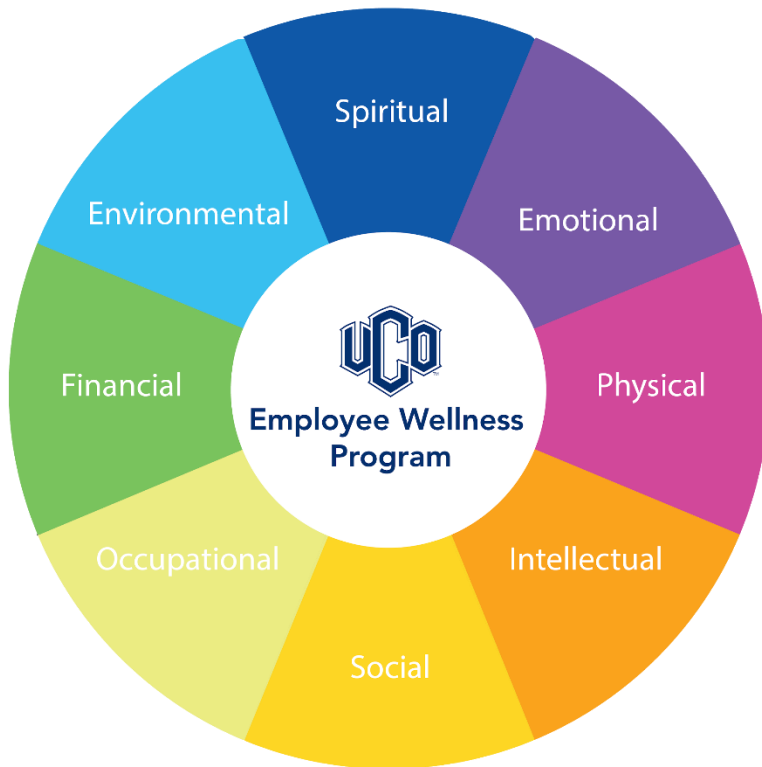 Spiritual
Emotional
Physical
Intellectual
Social
Occupational
Financial
Environmental
UCO
Employee Wellness
Program